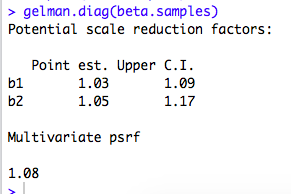 > gelman.diag(beta.samples)
Potential scale reduction factors:
Point est. Upper C.I.
b1 1.03 1.09
b2 1.05 1.17
Multivariate psrf
1.08
>